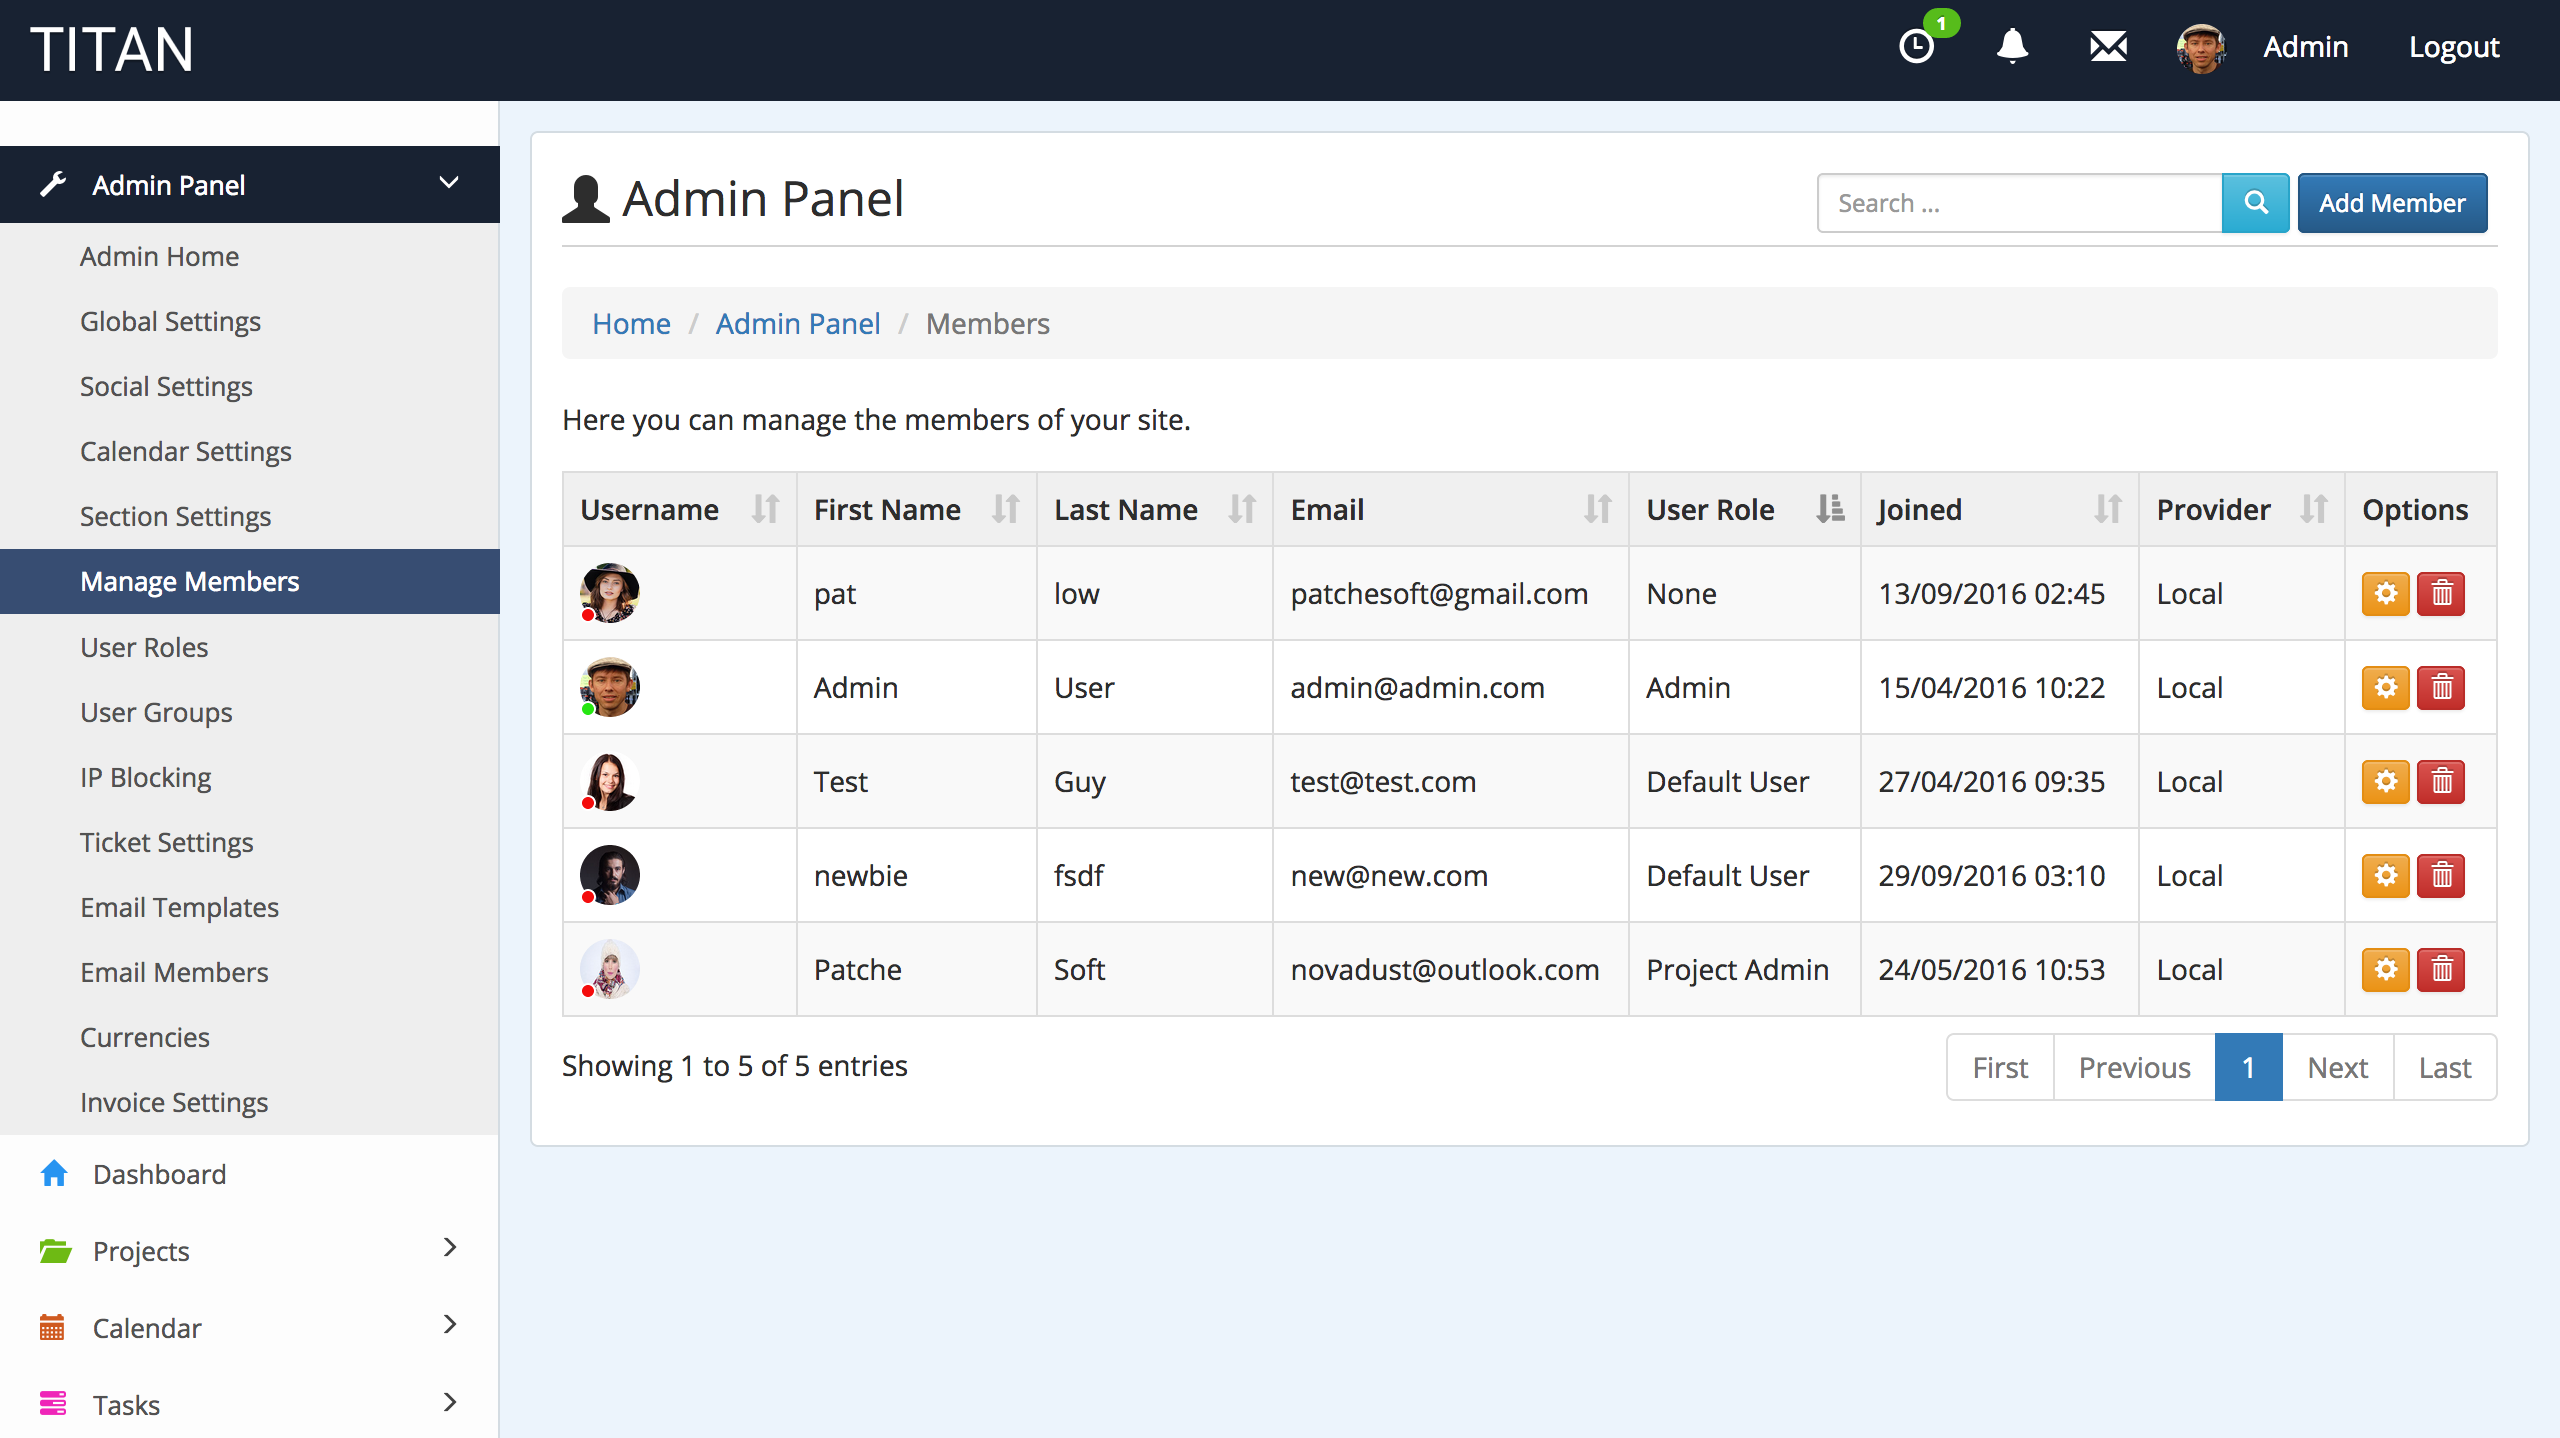 TITAN
1
Admin
Logout
Admin Panel
Admin Home
Global Settings
Social Settings
Calendar Settings
Section Settings
Manage Members
User Roles
User Groups
IP Blocking
Ticket Settings
Email Templates
Email Members
Currencies
Invoice Settings
Dashboard
Projects
Calendar
Tasks
Admin Panel
Search ...
Add Member
Home / Admin Panel / Members
Here you can manage the members of your site.
Username First Name Last Name Email User Role Joined Provider Options
pat low patchesoft@gmail.com None 13/09/2016 02:45 Local
Admin User admin@admin.com Admin 15/04/2016 10:22 Local
Test Guy test@test.com Default User 27/04/2016 09:35 Local
newbie fsdf new@new.com Default User 29/09/2016 03:10 Local
Patche Soft novadust@outlook.com Project Admin 24/05/2016 10:53 Local
Showing 1 to 5 of 5 entries
First Previous 1 Next Last